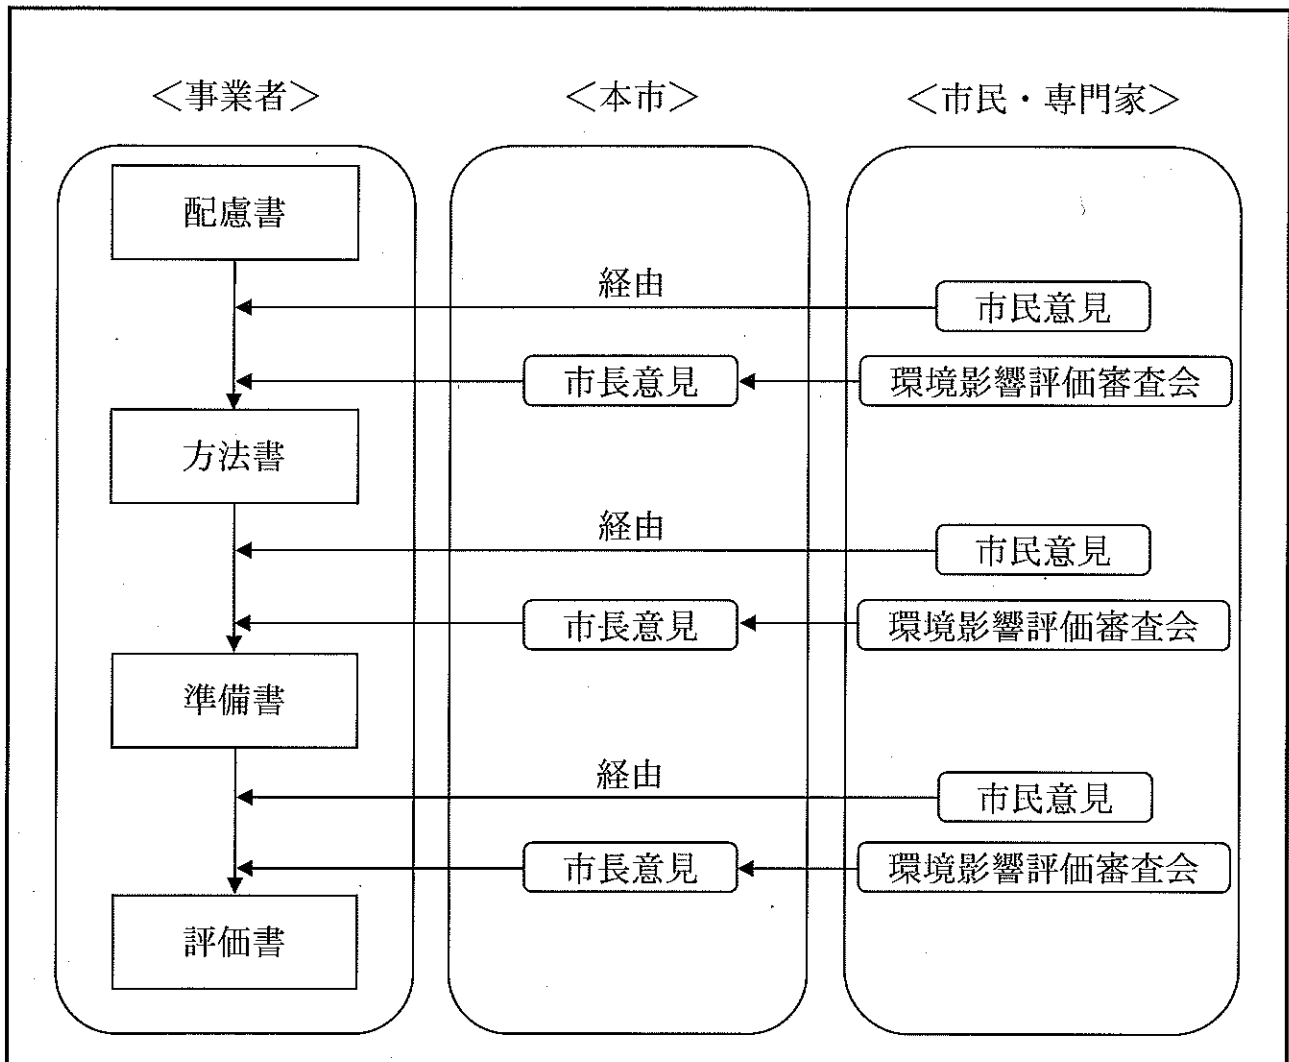 <事業者>
<本市>
<市民・専門家>
配慮書
経由
市民意見
市長意見
環境影響評価審査会
方法書
経由
市民意見
市長意見
環境影響評価審査会
準備書
経由
市民意見
市長意見
環境影響評価審査会
評価書